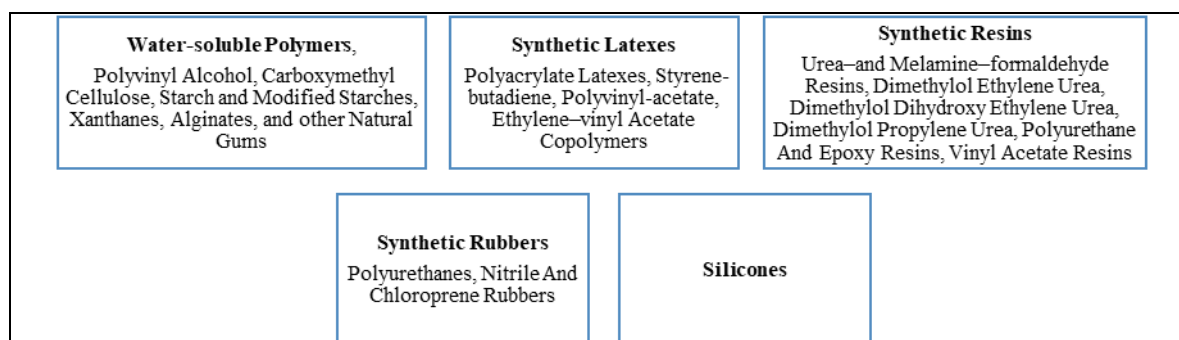 Water-soluble Polymers,
Polyvinyl Alcohol, Carboxymethyl
Cellulose, Starch and Modified Starches,
Xanthanes, Alginates, and other Natural
Gums
Synthetic Latexes
Polyacrylate Latexes, Styrene-
butadiene, Polyvinyl-acetate,
Ethylene–vinyl Acetate
Copolymers
Synthetic Resins
Urea–and Melamine–formaldehyde
Resins, Dimethylol Ethylene Urea,
Dimethylol Dihydroxy Ethylene Urea,
Dimethylol Propylene Urea, Polyurethane
And Epoxy Resins, Vinyl Acetate Resins
Synthetic Rubbers
Polyurethanes, Nitrile And
Chloroprene Rubbers
Silicones